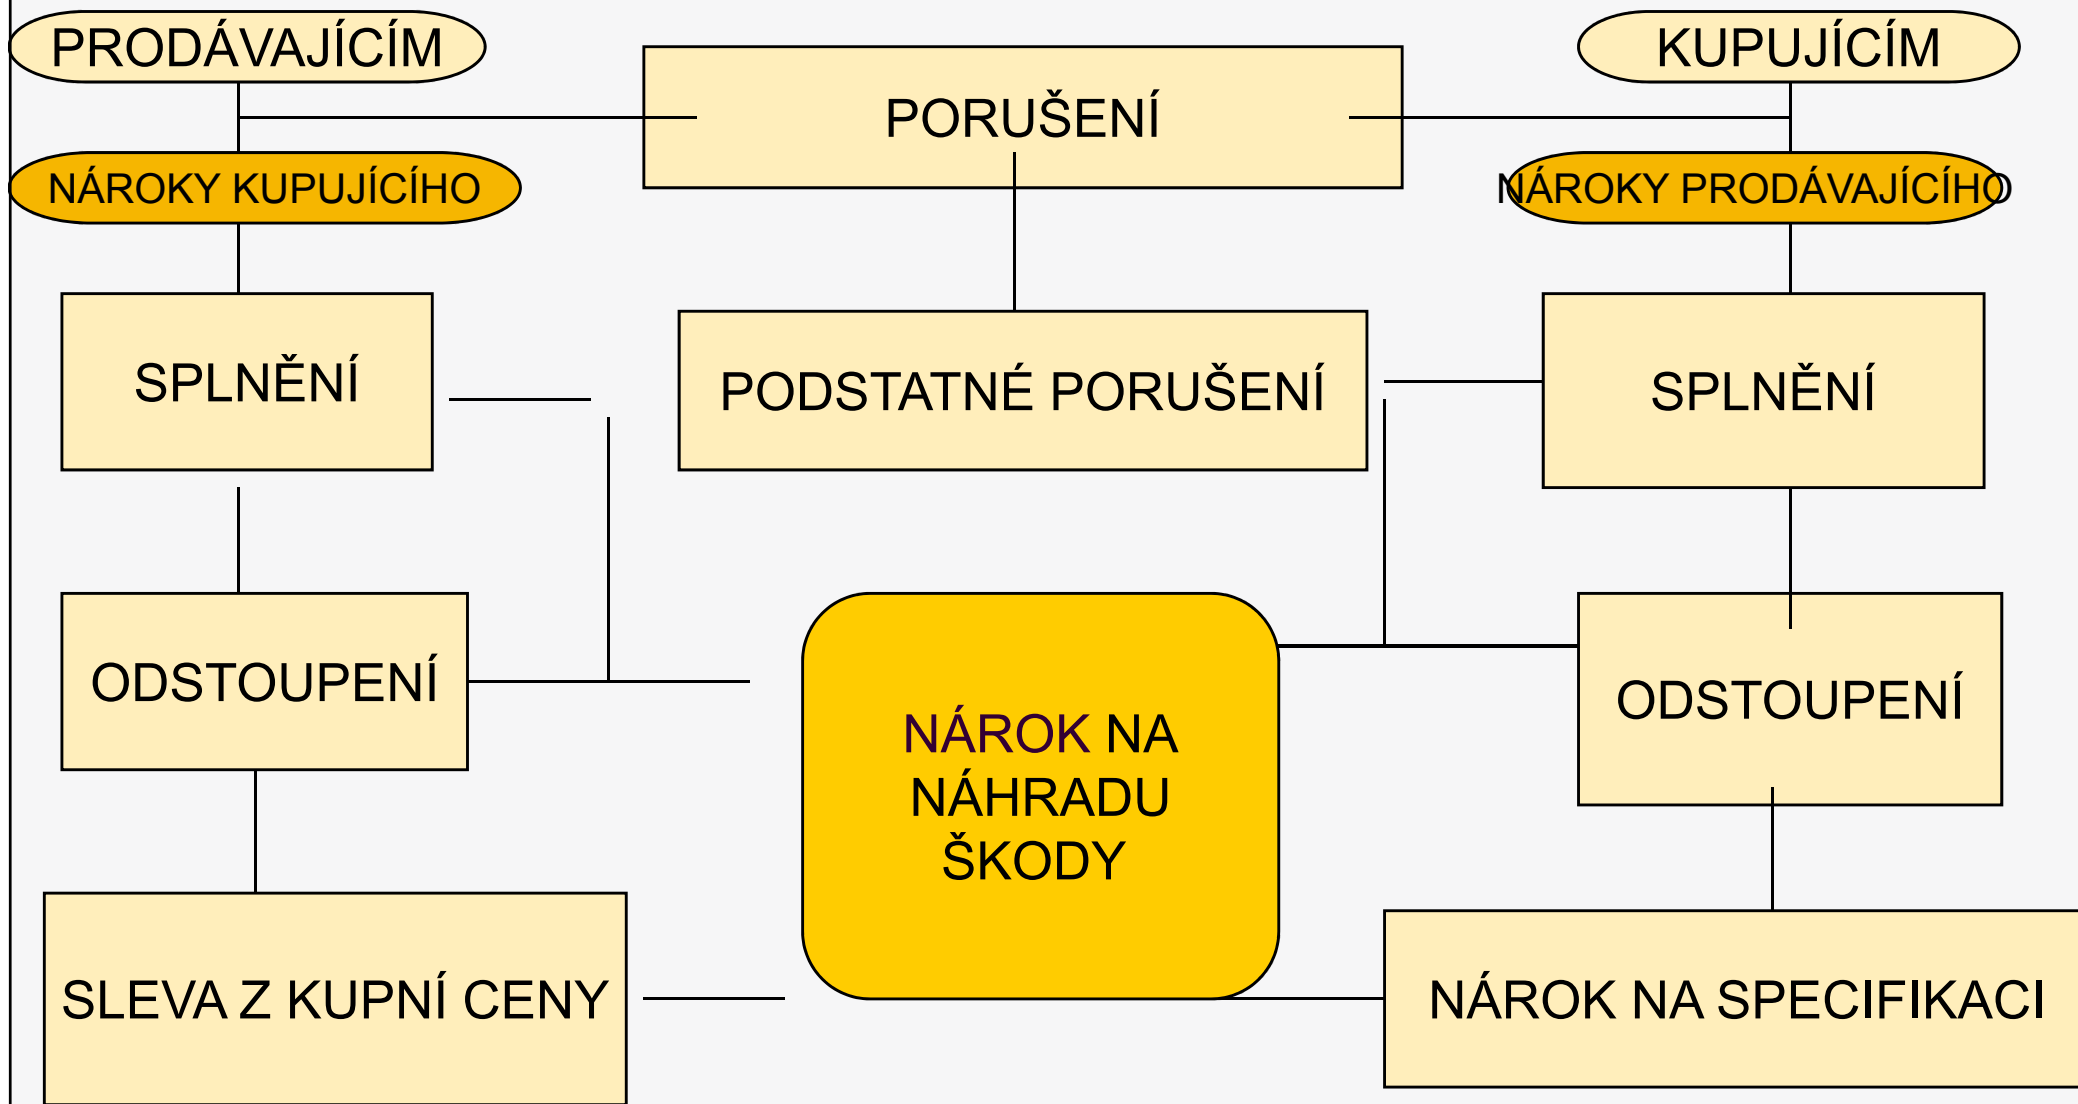 PRODÁVAJÍCÍM
KUPUJÍCÍM
PORUŠENÍ
NÁROKY KUPUJÍCÍHO
NÁROKY PRODÁVAJÍCÍHO
SPLNĚNÍ
PODSTATNÉ PORUŠENÍ
SPLNĚNÍ
ODSTOUPENÍ
NÁROK NA
NÁHRADU
ŠKODY
ODSTOUPENÍ
SLEVA Z KUPNÍ CENY
NÁROK NA SPECIFIKACI